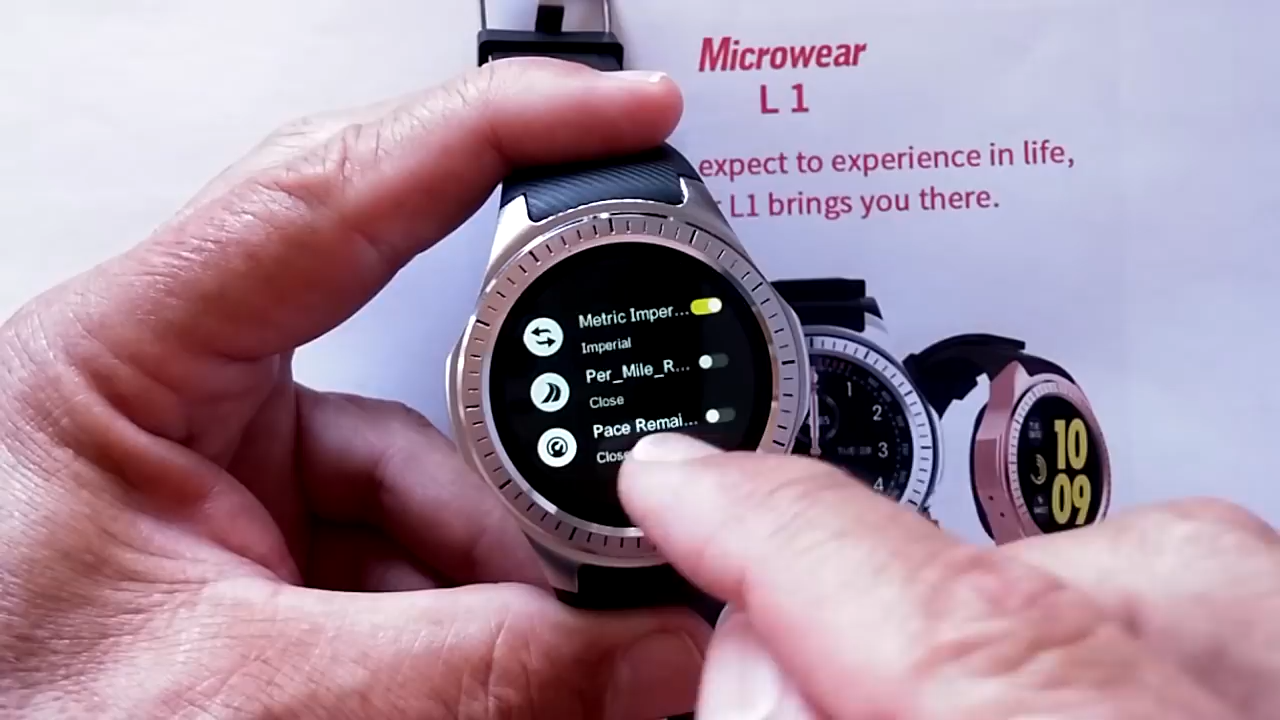 Microwear
L 1
expect to experience in life,
L1 brings you there.
Metric Imper...
Imperial
Per_Mile_R...
Close
Pace Remai...
Close
1
2
3
4
10
09